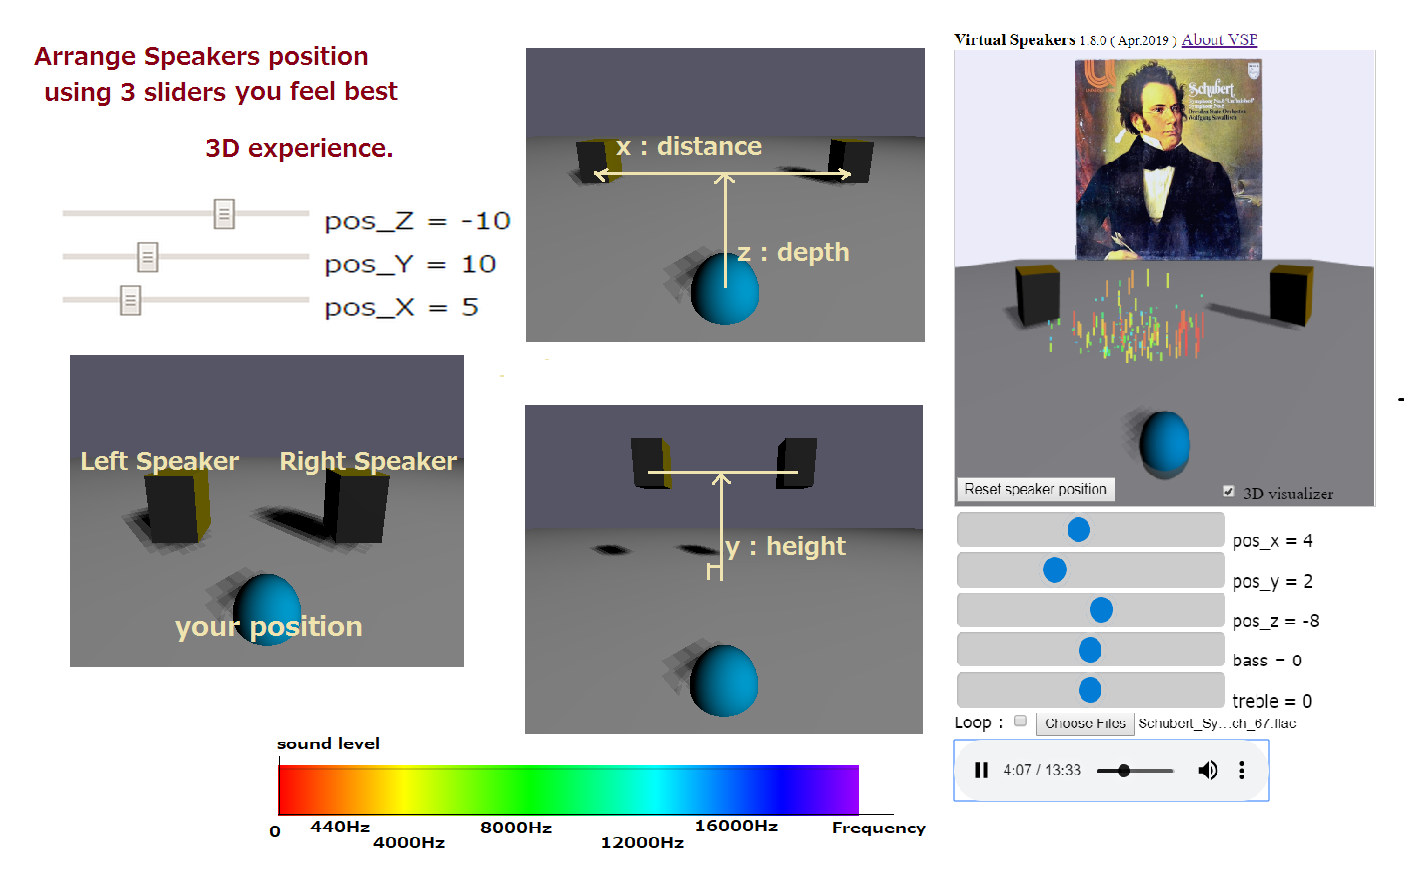 Arrange Speakers position
using 3 sliders you feel best
3D experience.
pos_Z = -10
pos_Y = 10
pos_X = 5
Left Speaker
Right Speaker
your position
x : distance
z : depth
y : height
sound level
0
440Hz
4000Hz
8000Hz
12000Hz
16000Hz
Frequency
Virtual Speakers 1.8.0 ( Apr.2019 ) About VSP
Schubert
Wolfgang Sawallisch
Reset speaker position
3D visualizer
pos_x = 4
pos_y = 2
pos_z = -8
bass = 0
treble = 0
Loop :
Choose Files
Schubert_Sy...ch_67.flac
4:07 / 13:33